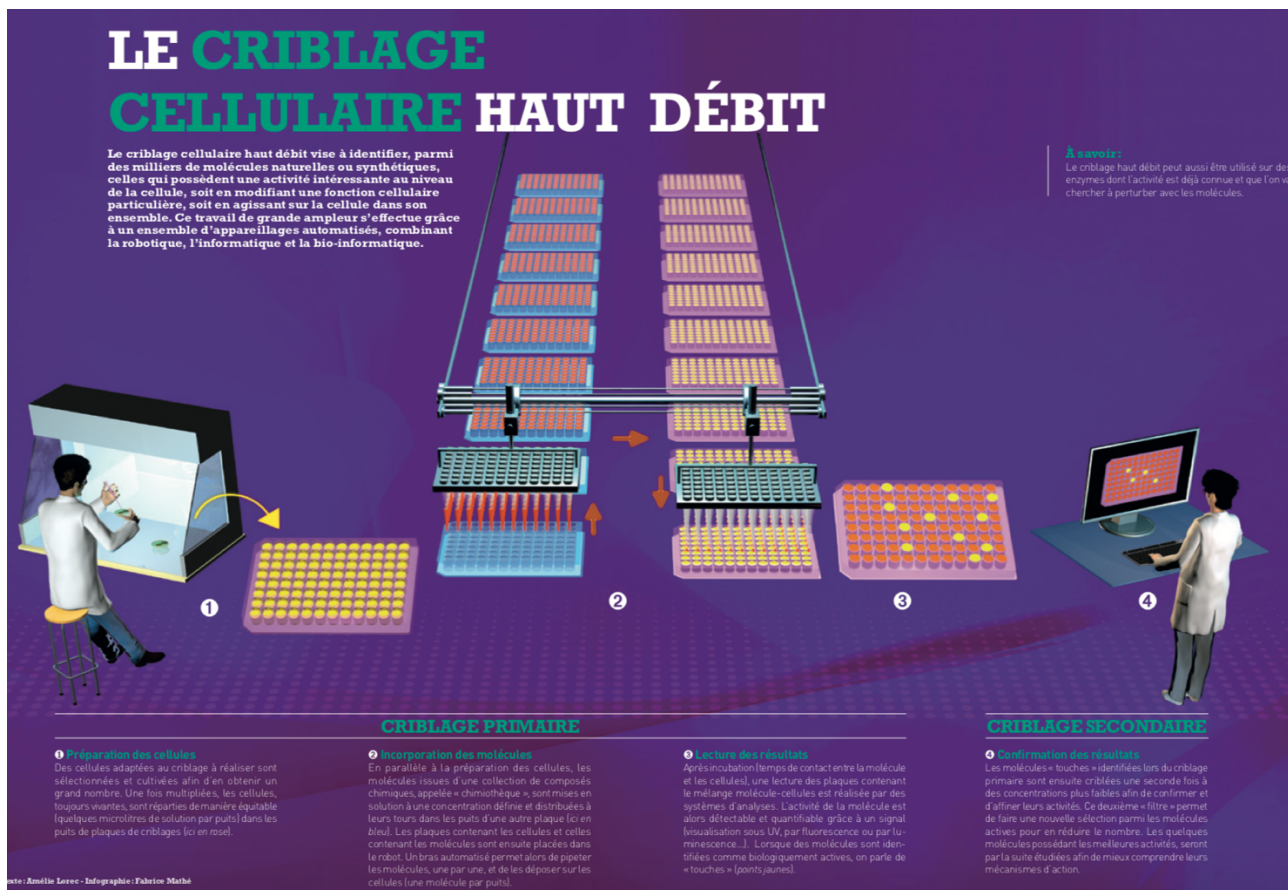 LE CRIBLAGE
CELLULAIRE HAUT DÉBIT
Le criblage cellulaire haut débit vise à identifier, parmi
des milliers de molécules naturelles ou synthétiques,
celles qui possèdent une activité intéressante au niveau
de la cellule, soit en modifiant une fonction cellulaire
particulière, soit en agissant sur la cellule dans son
ensemble. Ce travail de grande ampleur s'effectue grâce
à un ensemble d'appareillages automatisés, combinant
la robotique, l'informatique et la bio-informatique.
À savoir :
Le criblage haut débit peut aussi être utilisé sur des
enzymes dont l'activité est déjà connue et que l'on va
chercher à perturber avec les molécules.
1
2
3
4
CRIBLAGE PRIMAIRE
1 Préparation des cellules
Des cellules adaptées au criblage à réaliser sont
sélectionnées et cultivées afin d'en obtenir un
grand nombre. Une fois multipliées, les cellules,
toujours vivantes, sont réparties de manière équitable
(quelques microlitres de solution par puits) dans les
puits de plaques de criblages (ici en rose).
2 Incorporation des molécules
En parallèle à la préparation des cellules, les
molécules issues d'une collection de composés
chimiques, appelée « chimiothèque », sont mises en
solution à une concentration définie et distribuées à
leurs tours dans les puits d'une autre plaque (ici en
bleu). Les plaques contenant les cellules et celles
contenant les molécules sont ensuite placées dans
le robot. Un bras automatisé permet alors de pipeter
les molécules, une par une, et de les déposer sur les
cellules (une molécule par puits).
3 Lecture des résultats
Après incubation (temps de contact entre la molécule
et les cellules), une lecture des plaques contenant
le mélange molécule-cellules est réalisée par des
systèmes d'analyses. L'activité de la molécule est
alors détectable et quantifiable grâce à un signal
(visualisation sous UV, par fluorescence ou par lu-
minescence...). Lorsque des molécules sont iden-
tifiées comme biologiquement actives, on parle de
« touches » (points jaunes).
CRIBLAGE SECONDAIRE
4 Confirmation des résultats
Les molécules « touches » identifiées lors du criblage
primaire sont ensuite criblées une seconde fois à
des concentrations plus faibles afin de confirmer et
d'affiner leurs activités. Ce deuxième « filtre » permet
de faire une nouvelle sélection parmi les molécules
actives pour en réduire le nombre. Les quelques
molécules possédant les meilleures activités, seront
par la suite étudiées afin de mieux comprendre leurs
mécanismes d'action.
exte : Amélie Lorec - Infographie : Fabrice Mathé